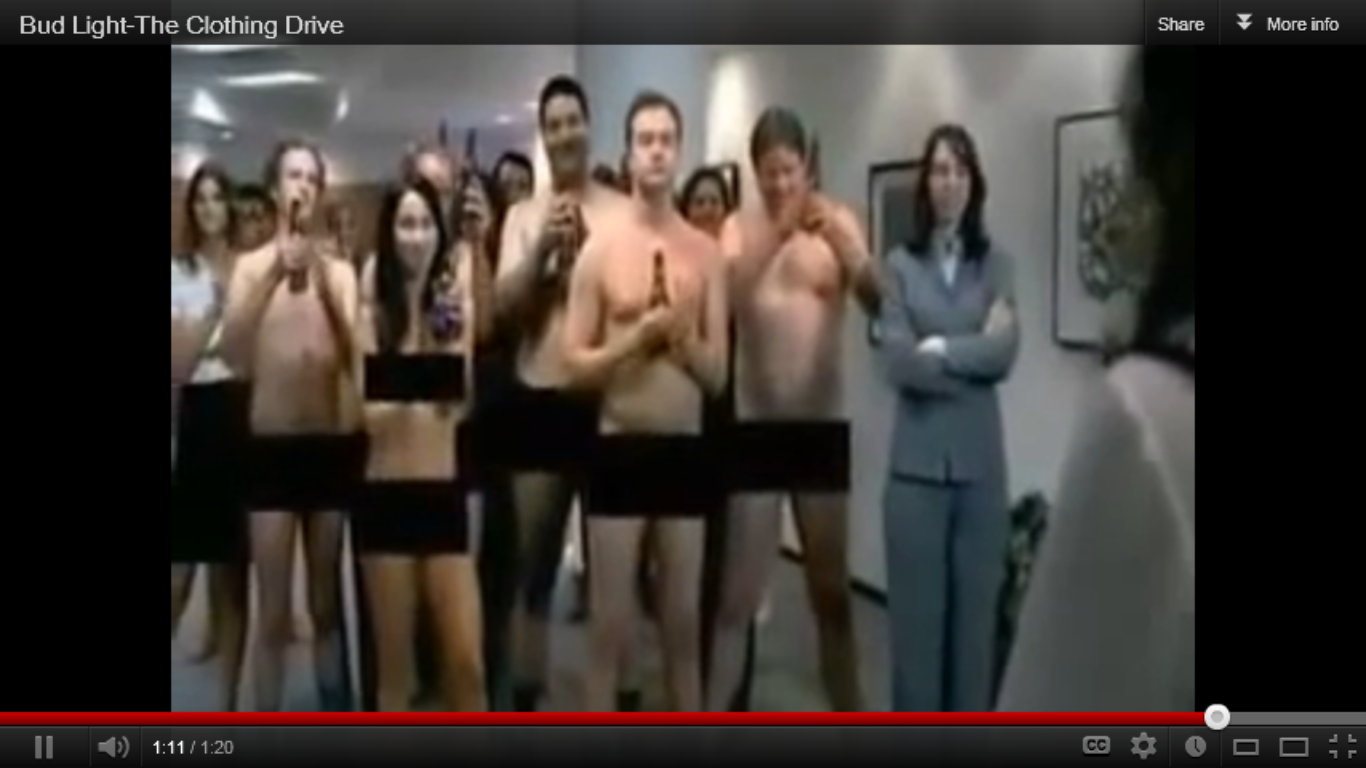 Bud Light-The Clothing Drive
Share
More info
1:11 / 1:20
CC